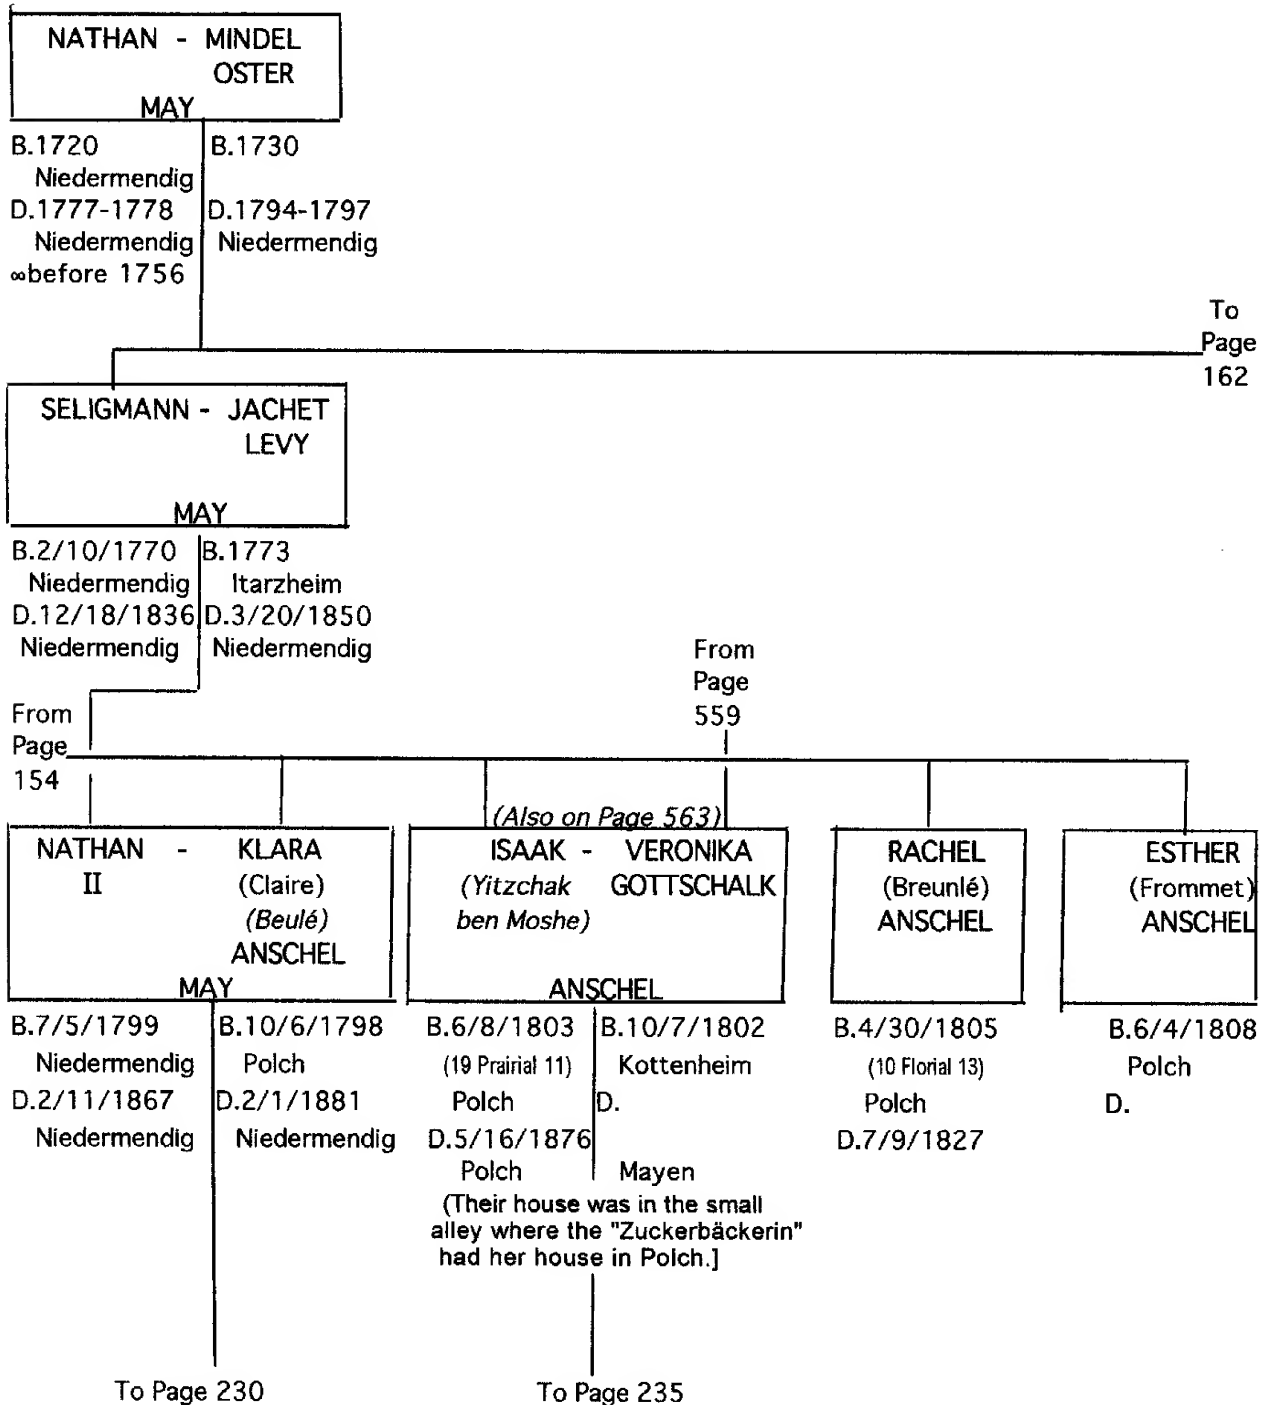 NATHAN - MINDEL
OSTER
MAY
B.1720 B.1730
Niedermendig
D.1777-1778 D.1794-1797
Niedermendig Niedermendig
∞before 1756
To
Page
162
SELIGMANN - JACHET
LEVY
MAY
B.2/10/1770 B.1773
Niedermendig Itarzheim
D.12/18/1836 D.3/20/1850
Niedermendig Niedermendig
From
Page
559
From
Page
154
(Also on Page 563)
NATHAN - KLARA
II (Claire)
(Beulé)
ANSCHEL
MAY
B.7/5/1799 B.10/6/1798
Niedermendig Polch
D.2/11/1867 D.2/1/1881
Niedermendig Niedermendig
To Page 230
ISAAK - VERONIKA
(Yitzchak GOTTSCHALK
ben Moshe)
ANSCHEL
B.6/8/1803 B.10/7/1802
(19 Prairial 11) Kottenheim
Polch D.
D.5/16/1876
Polch Mayen
(Their house was in the small
alley where the "Zuckerbäckerin"
had her house in Polch.]
To Page 235
RACHEL
(Breunlé)
ANSCHEL
B.4/30/1805
(10 Florial 13)
Polch
D.7/9/1827
ESTHER
(Frommet)
ANSCHEL
B.6/4/1808
Polch
D.